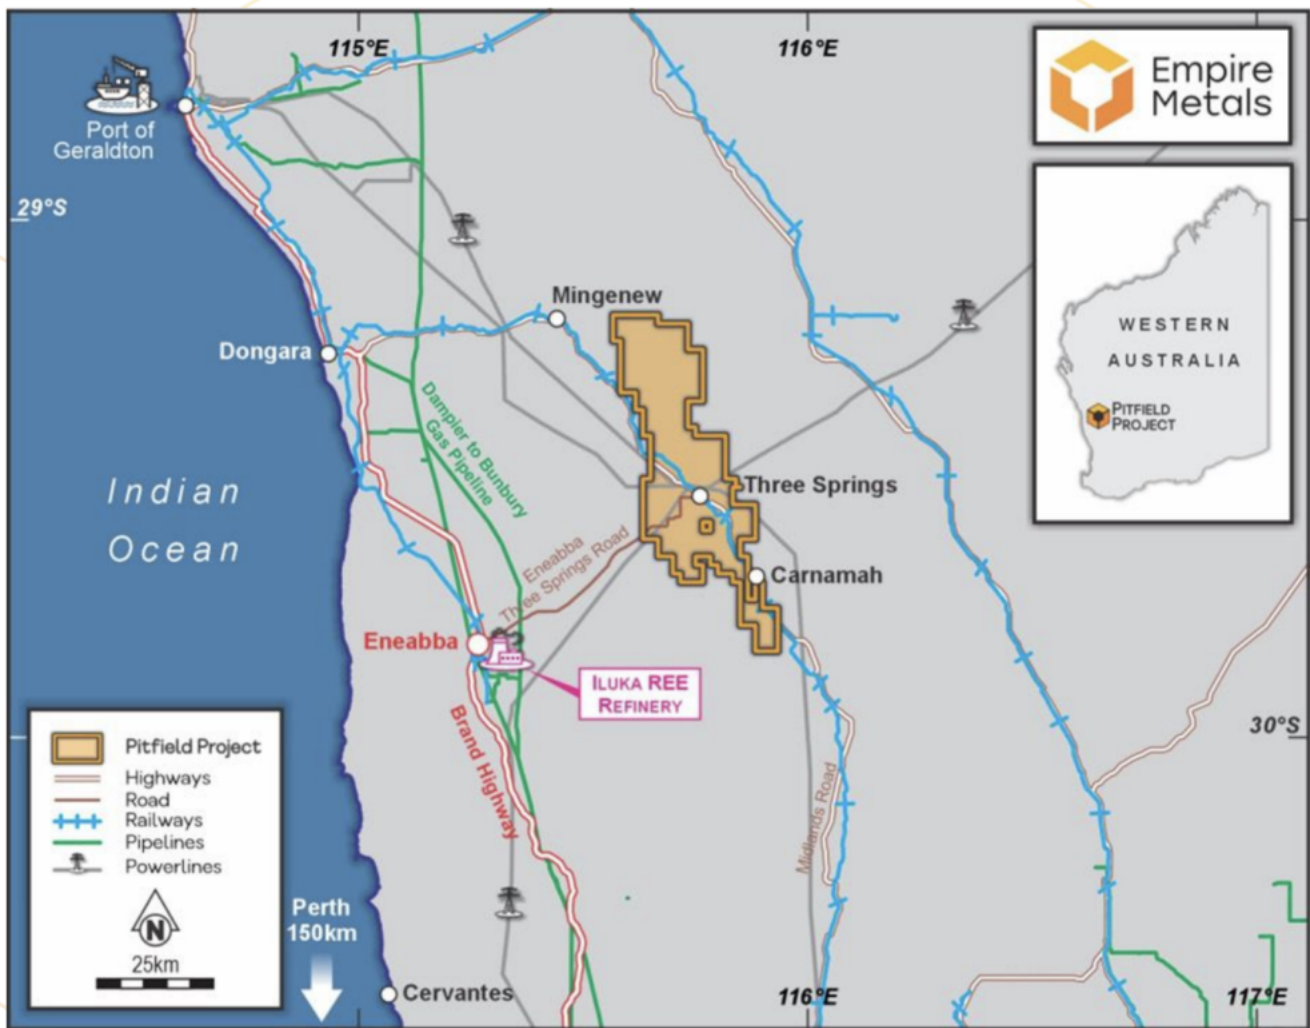 115°E
116°E
Empire
Metals
Port of
Geraldton
29°S
WESTERN
AUSTRALIA
PITFIELD
PROJECT
Mingenew
Dongara
Dampier to Bunbury
Gas Pipeline
Three Springs
Indian
Ocean
Eneabba
Three Springs Road
Carnamah
Eneabba
ILUKA REE
REFINERY
Brand Highway
30°S
Midlands Road
Pitfield Project
Highways
Road
Railways
Pipelines
Powerlines
N
25km
Perth
150km
Cervantes
116°E
117°E